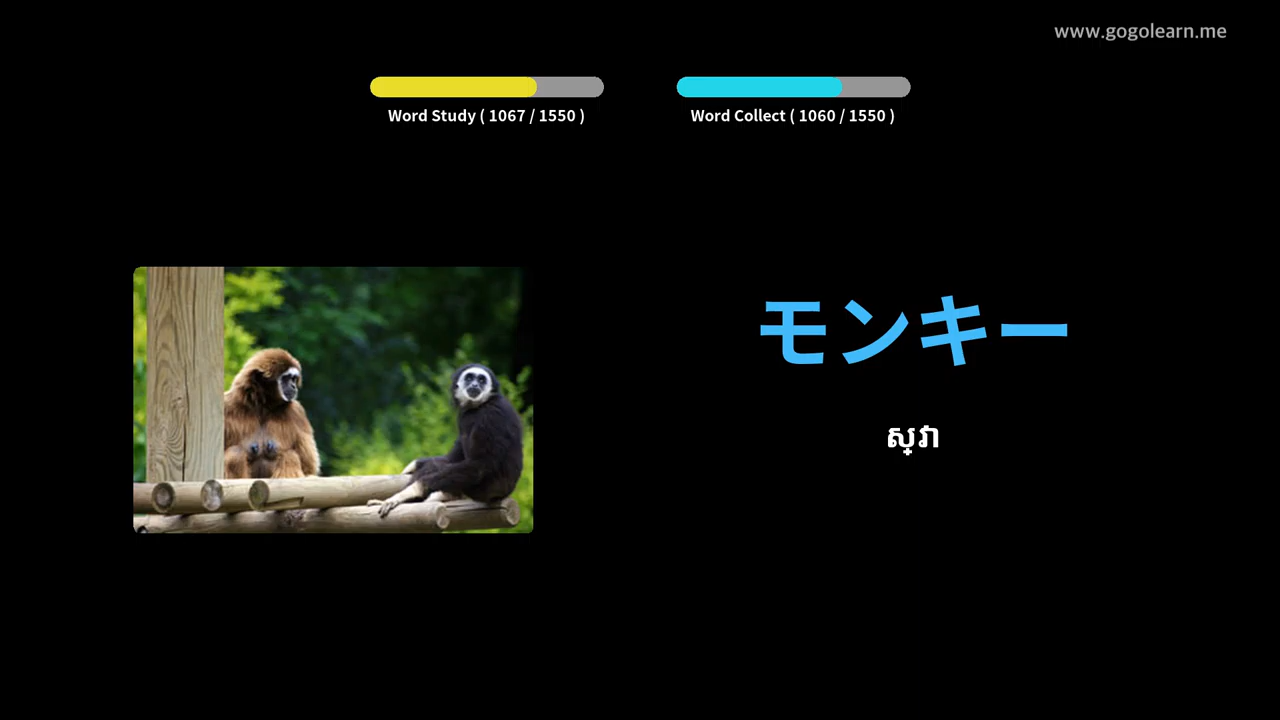 www.gogolearn.me
Word Study ( 1067 / 1550 )
Word Collect ( 1060 / 1550 )
モンキー
ស្វា